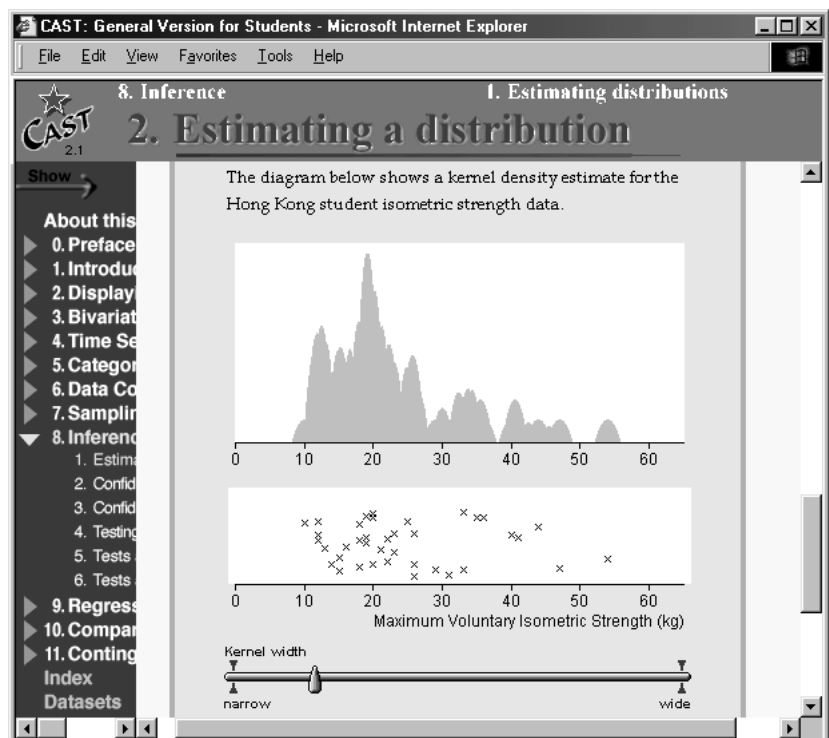 CAST: General Version for Students - Microsoft Internet Explorer
File Edit View Favorites Tools Help
8. Inference 1. Estimating distributions
CAST 2.1
2. Estimating a distribution
Show
The diagram below shows a kernel density estimate for the
Hong Kong student isometric strength data.
About this
0. Preface
1. Introduc
2. Display
3. Bivariat
4. Time Se
5. Categor
6. Data Co
7. Samplin
8. Inferenc
1. Estima
2. Confid
3. Confid
4. Testing
5. Tests
6. Tests
9. Regress
10. Compar
11. Conting
Index
Datasets
0 10 20 30 40 50 60
0 10 20 30 40 50 60
Maximum Voluntary Isometric Strength (kg)
Kernel width
narrow wide